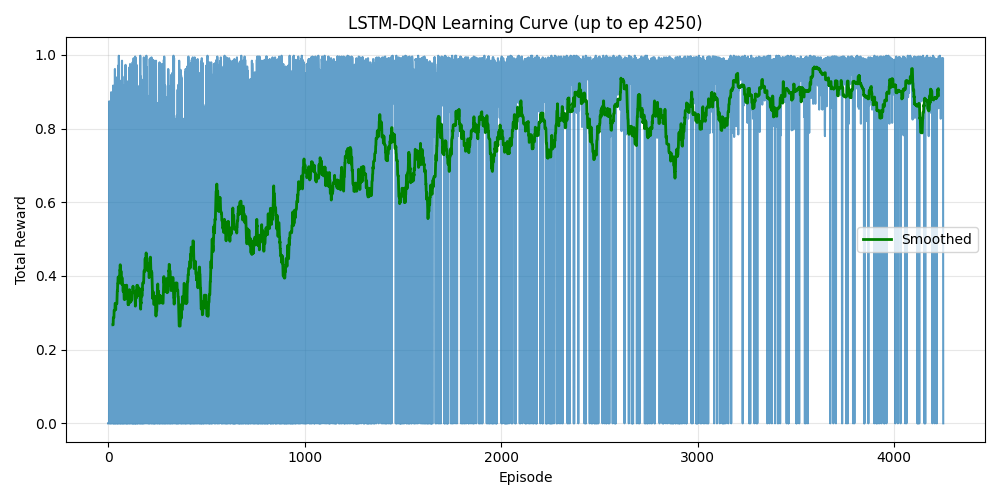 LSTM-DQN Learning Curve (up to ep 4250)
Total Reward
1.0
0.8
0.6
0.4
0.2
0.0
Smoothed
0 1000 2000 3000 4000
Episode